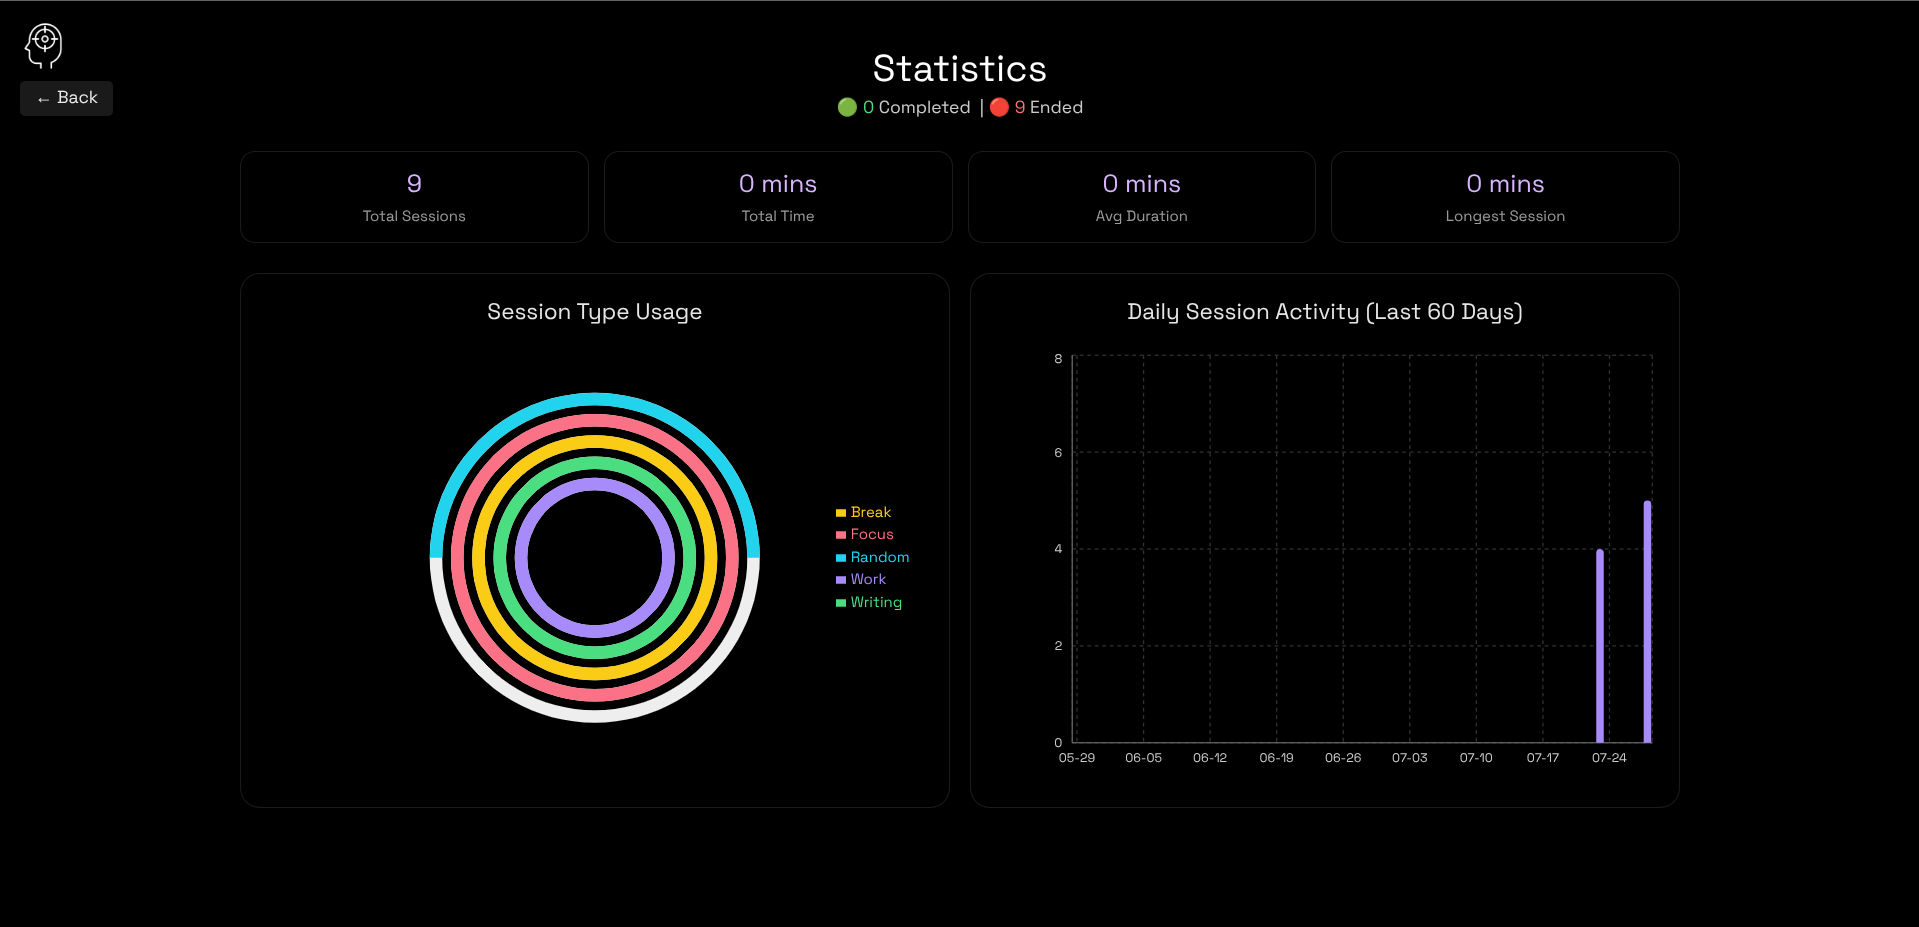 ← Back
Statistics
🟢 0 Completed | 🔴 9 Ended
9
Total Sessions
0 mins
Total Time
0 mins
Avg Duration
0 mins
Longest Session
Session Type Usage
Break
Focus
Random
Work
Writing
Daily Session Activity (Last 60 Days)
8
6
4
2
0
05-29 06-05 06-12 06-19 06-26 07-03 07-10 07-17 07-24